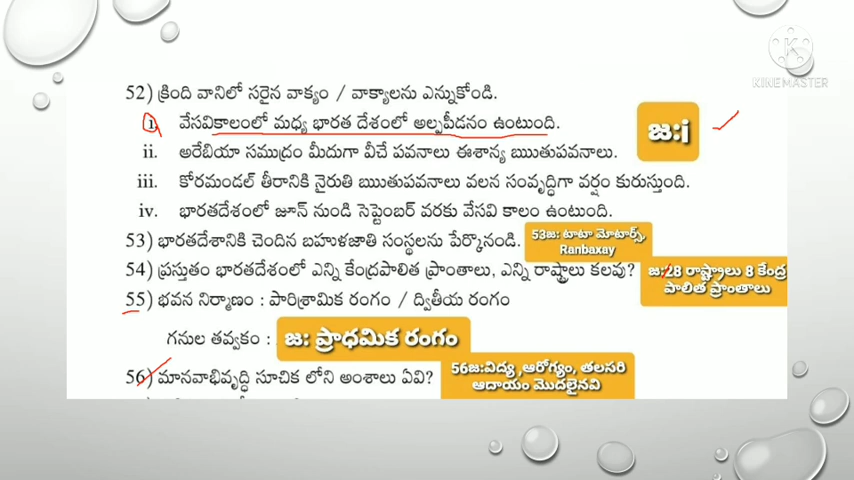 KINEMASTER
52) క్రింది వానిలో సరైన వాక్యం / వాక్యాలను ఎన్నుకోండి.
i. వేసవికాలంలో మధ్య భారత దేశంలో అల్పపీడనం ఉంటుంది.
జ:i
ii. అరేబియా సముద్రం మీదుగా వీచే పవనాలు ఈశాన్య ఋుతుపవనాలు.
iii. కోరమండల్ తీరానికి నైరుతి ఋుతుపవనాలు వలన సంవృద్ధిగా వర్షం కురుస్తుంది.
iv. భారతదేశంలో జూన్ నుండి సెప్టెంబర్ వరకు వేసవి కాలం ఉంటుంది.
53) భారతదేశానికి చెందిన బహుళజాతి సంస్థలను పేర్కొనండి.
53జ: టాటా మోటార్స్,
Ranbaxay
54) ప్రస్తుతం భారతదేశంలో ఎన్ని కేంద్రపాలిత ప్రాంతాలు, ఎన్ని రాష్ట్రాలు కలవు?
జ:28 రాష్ట్రాలు 8 కేంద్ర
పాలిత ప్రాంతాలు
55) భవన నిర్మాణం : పారిశ్రామిక రంగం / ద్వితీయ రంగం
గనుల తవ్వకం :
జ: ప్రాధమిక రంగం
56) మానవాభివృద్ధి సూచిక లోని అంశాలు ఏవి?
56జ:విద్య ,ఆరోగ్యం, తలసరి
ఆదాయం మొదలైనవి